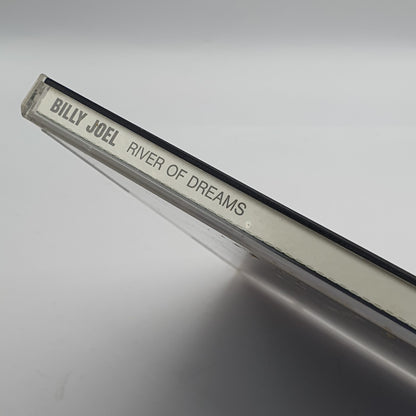 BILLY JOEL RIVER OF DREAMS